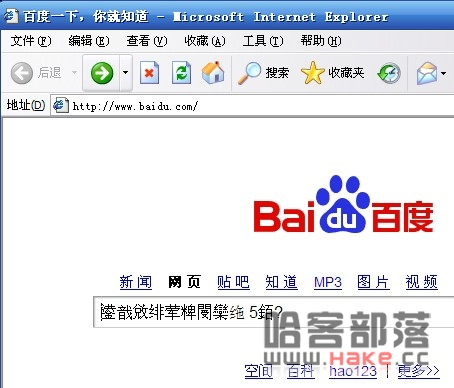 百度一下，你就知道 - Microsoft Internet Explorer
文件(F) 编辑(E) 查看(V) 收藏(A) 工具(T) 帮助(H)
后退 搜索 收藏夹
地址(D) http://www.baidu.com/
Bai du 百度
新闻 网页 贴吧 知道 MP3 图片 视频
5銆?
哈客部落
www.Hake.cc
空间 百科 hao123 | 更多>>